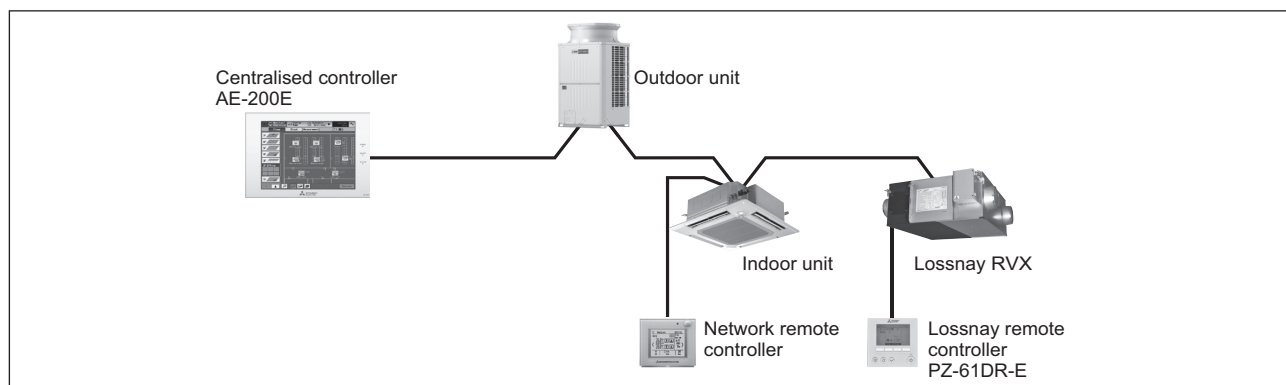 Centralised controller
AE-200E
Outdoor unit
Indoor unit
Lossnay RVX
Network remote
controller
Lossnay remote
controller
PZ-61DR-E